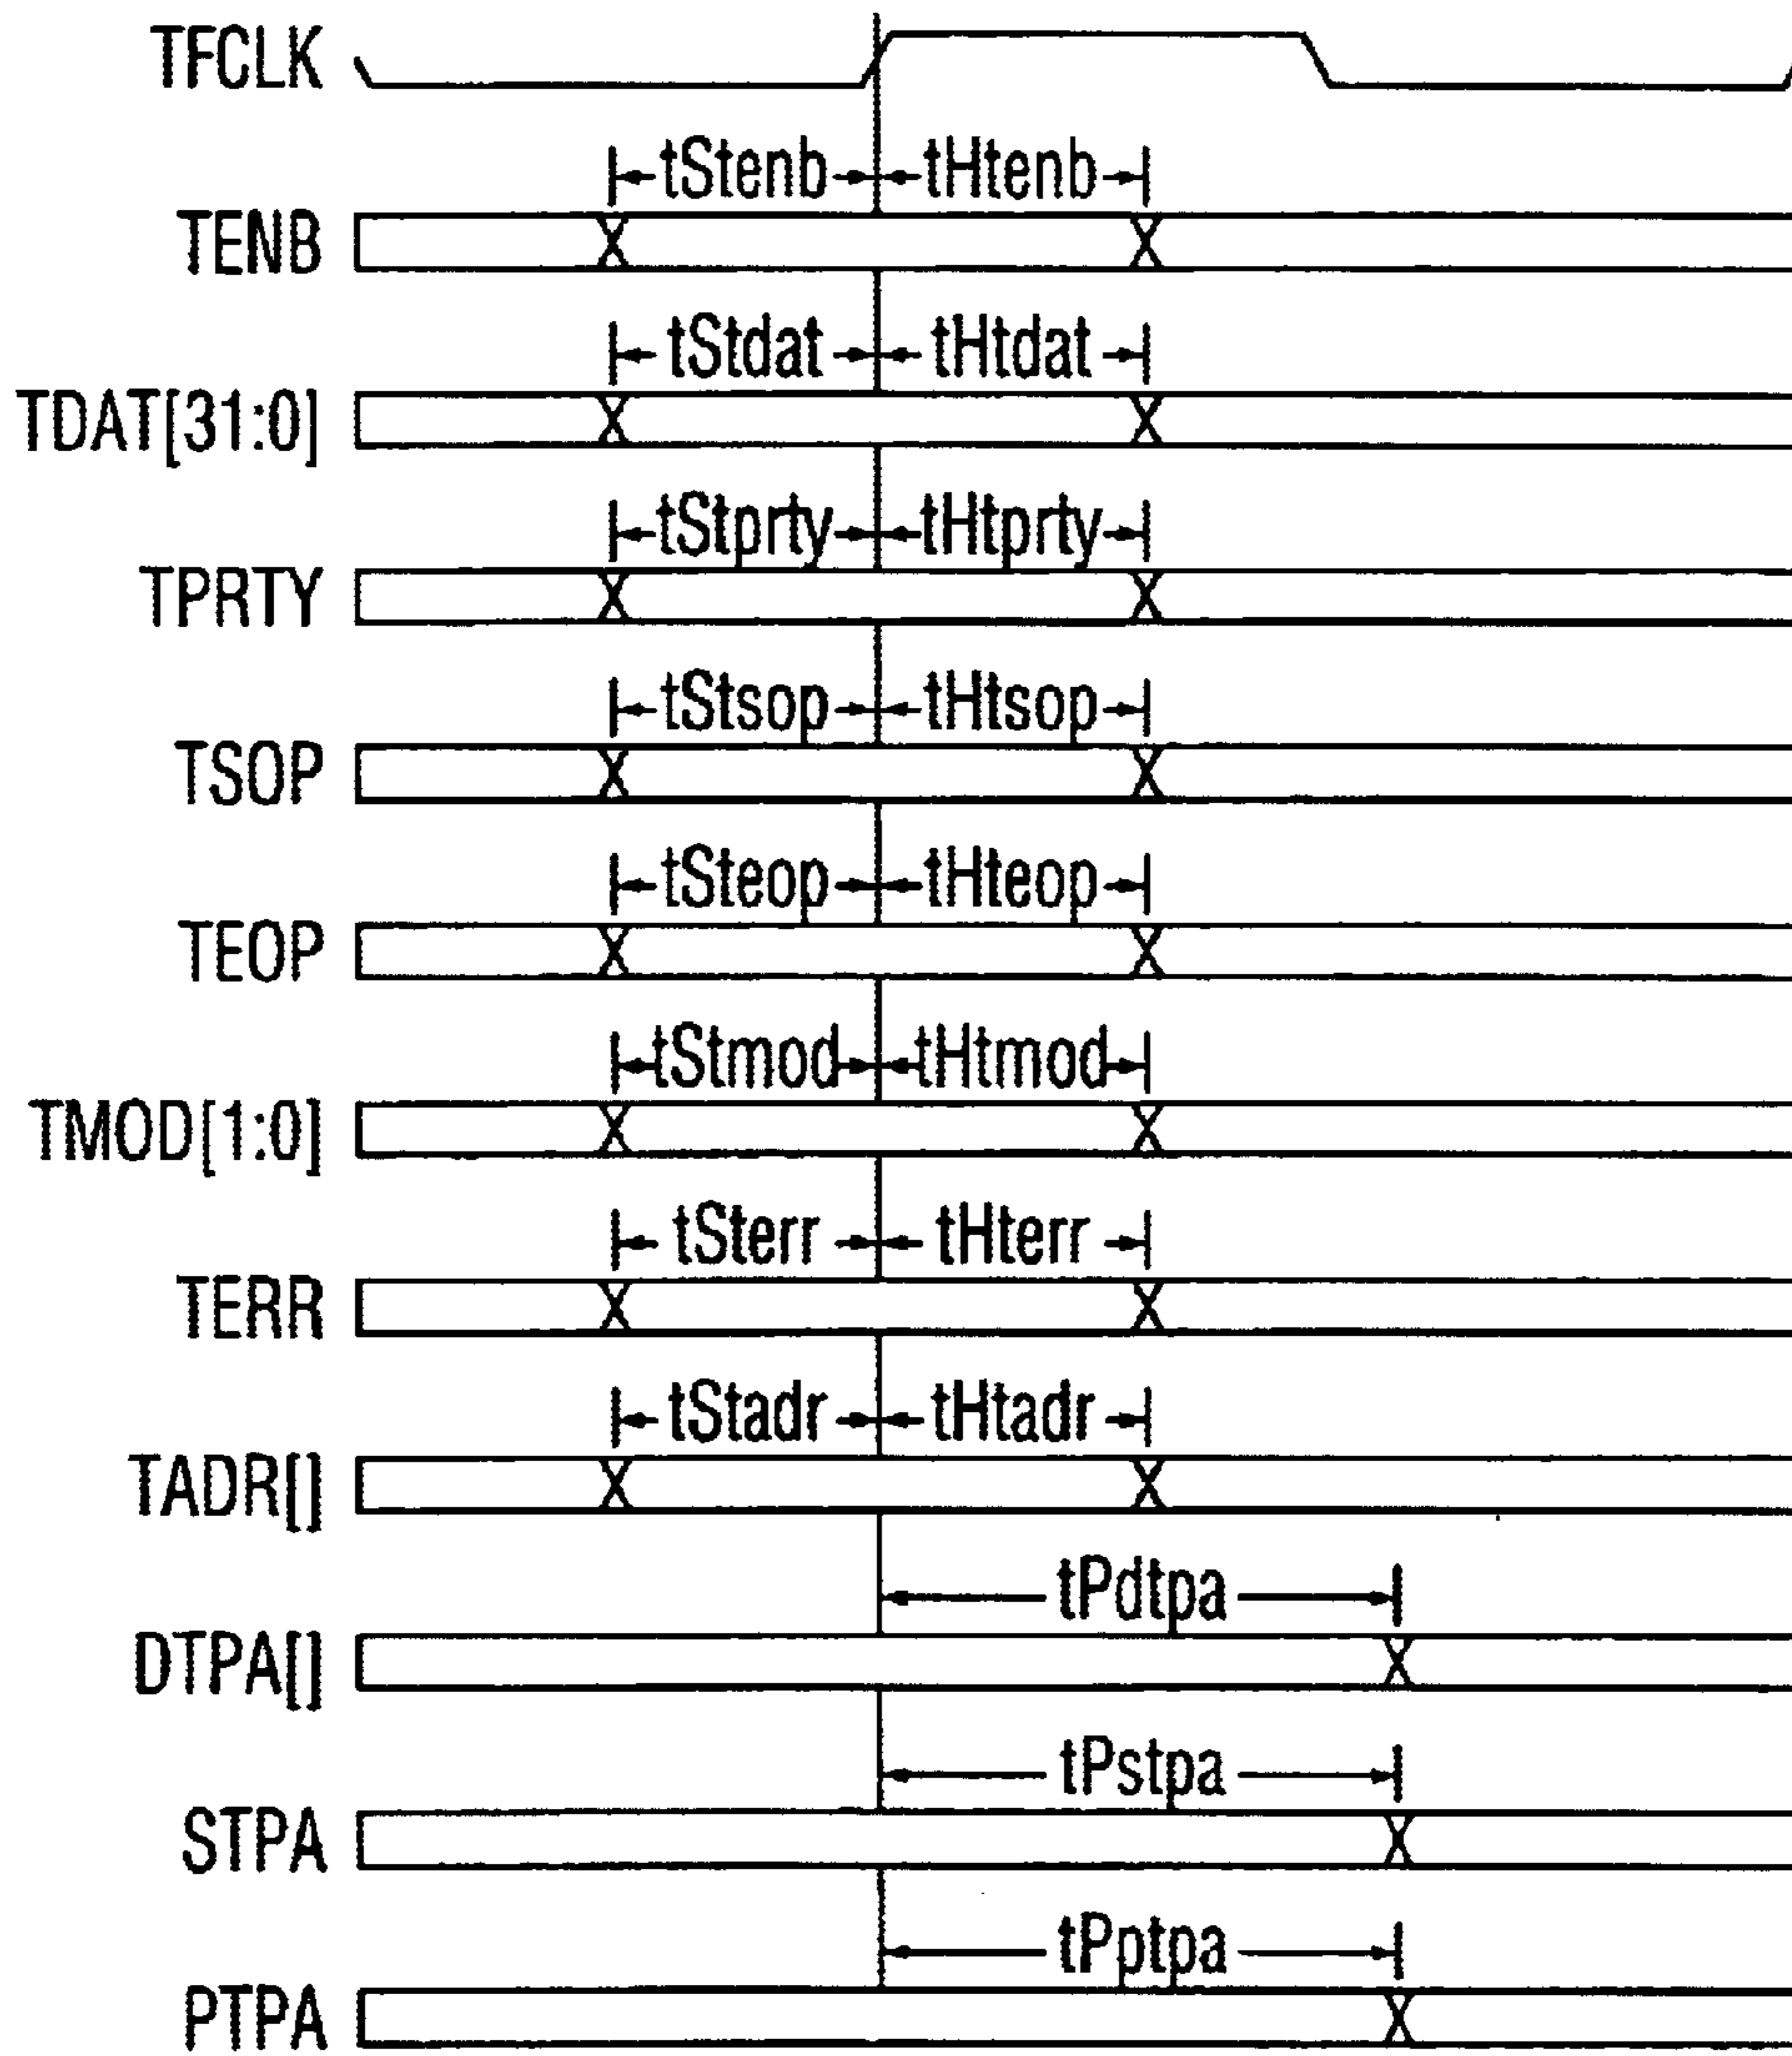 TFCLK
tStenb tHtenb
TENB
tStdat tHtdat
TDAT[31:0]
tStprty tHtprty
TPRTY
tStsop tHtsop
TSOP
tSteop tHteop
TEOP
tStmod tHtmod
TMOD[1:0]
tSterr tHterr
TERR
tStadr tHtadr
TADR[]
tPdtpa
DTPA[]
tPstpa
STPA
tPptpa
PTPA